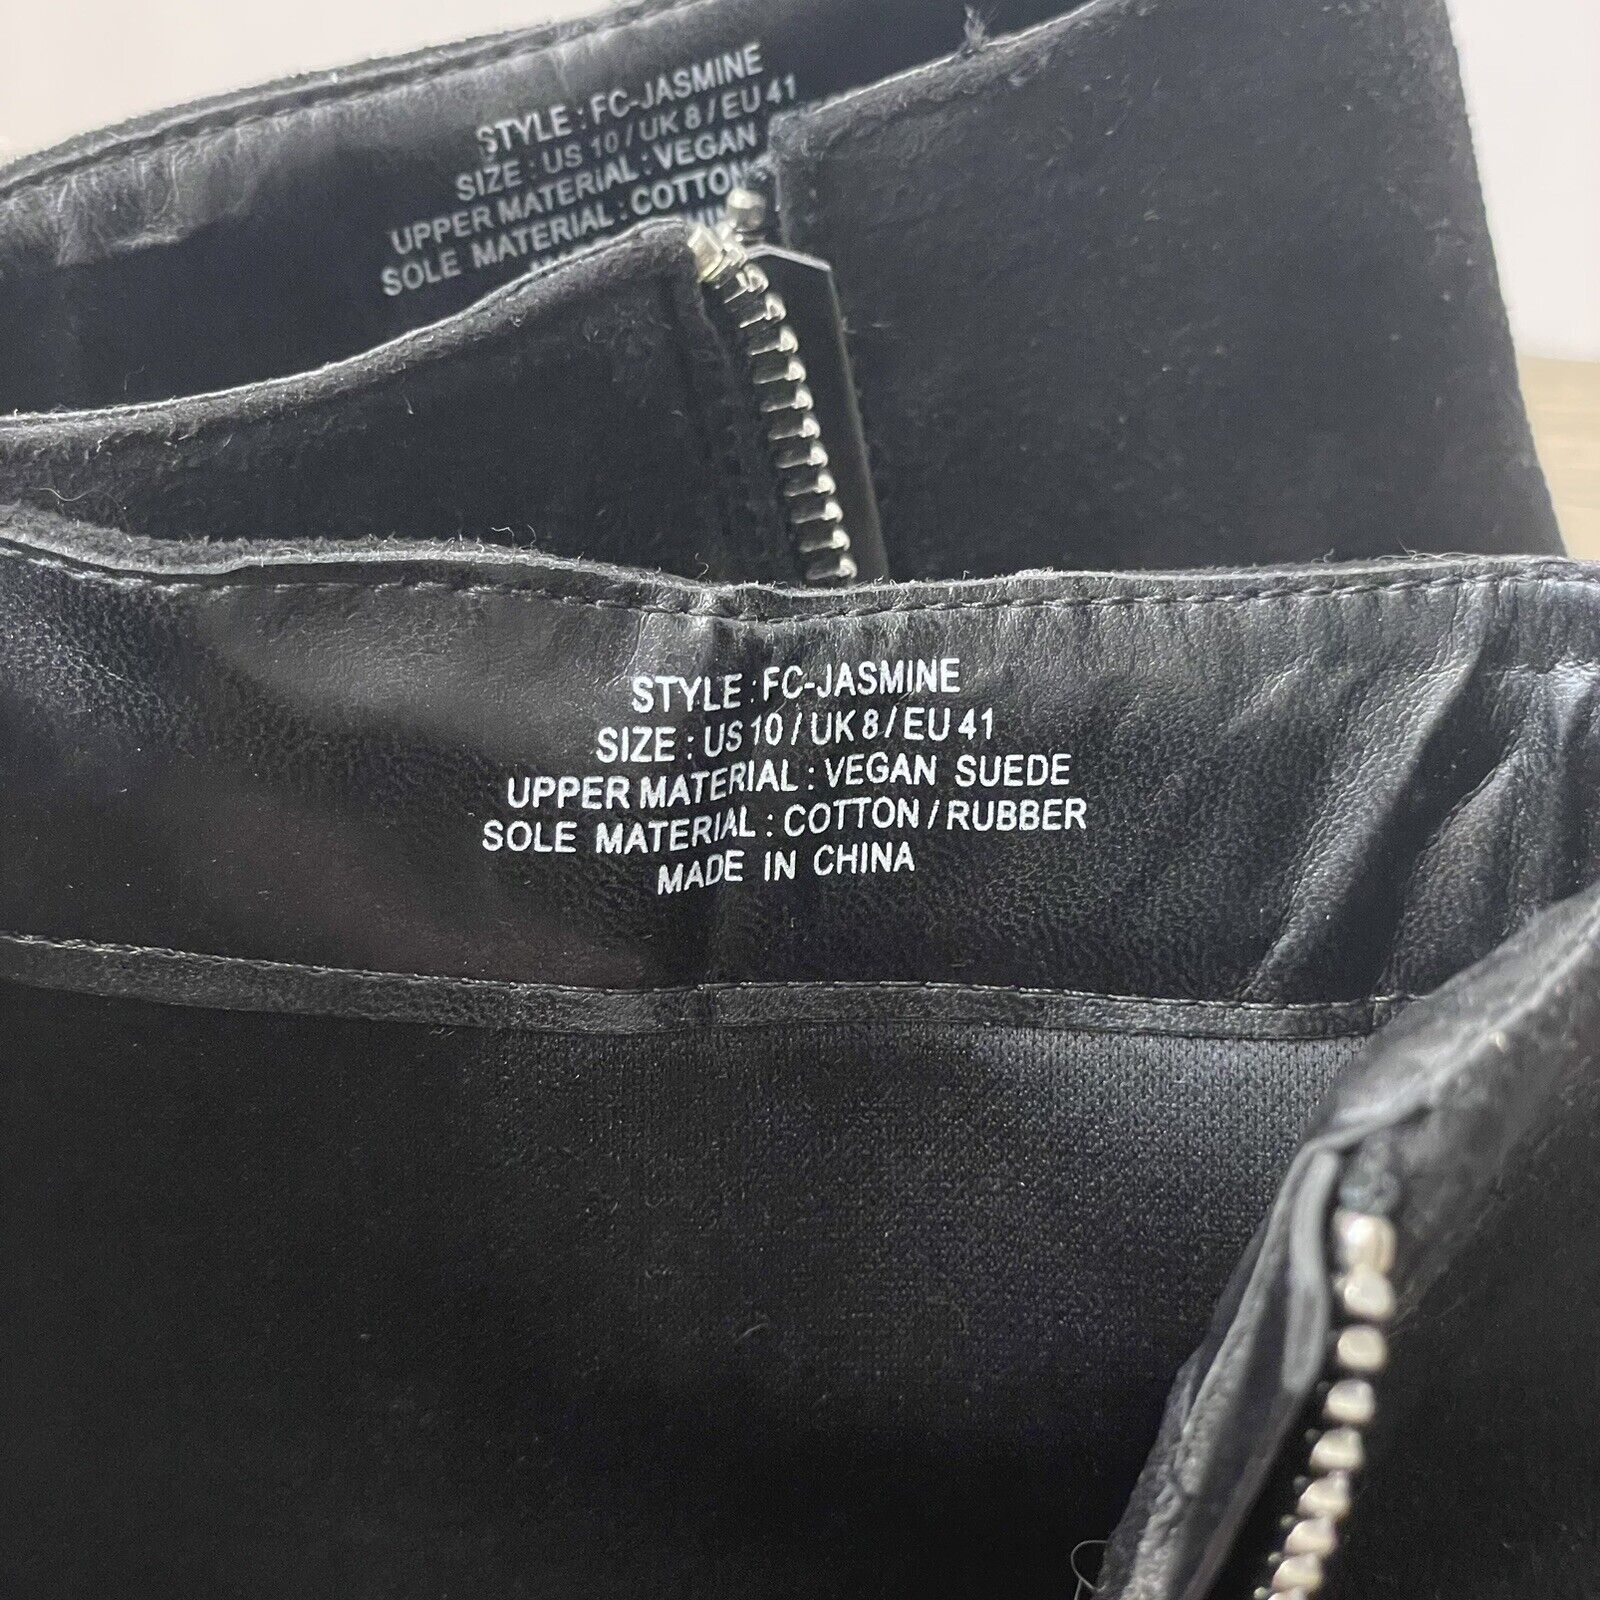 STYLE : FC-JASMINE
SIZE : US 10 / UK 8 / EU 41
UPPER MATERIAL : VEGAN
SOLE MATERIAL : COTTON
STYLE : FC-JASMINE
SIZE : US 10 / UK 8 / EU 41
UPPER MATERIAL : VEGAN SUEDE
SOLE MATERIAL : COTTON / RUBBER
MADE IN CHINA